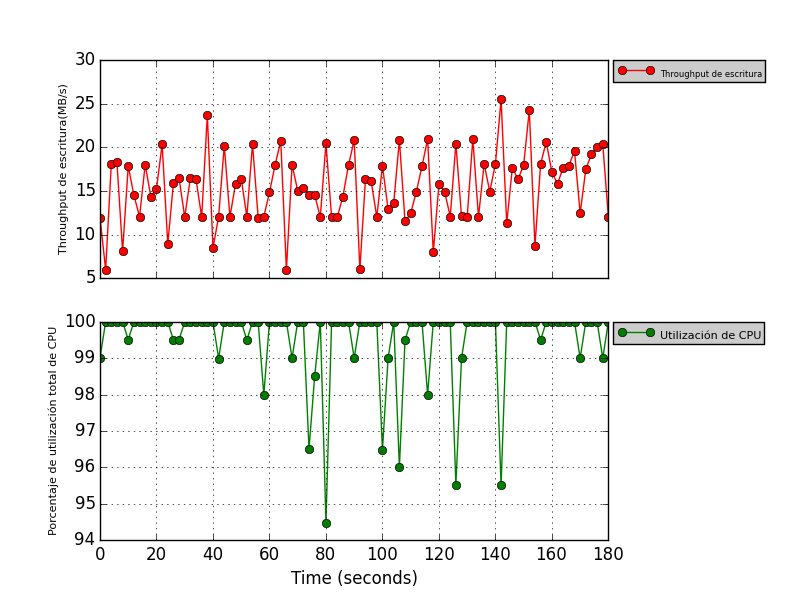 30
25
20
15
10
5
Throughput de escritura(MB/s)
Throughput de escritura
100
99
98
97
96
95
94
Porcentaje de utilización total de CPU
Utilización de CPU
0 20 40 60 80 100 120 140 160 180
Time (seconds)